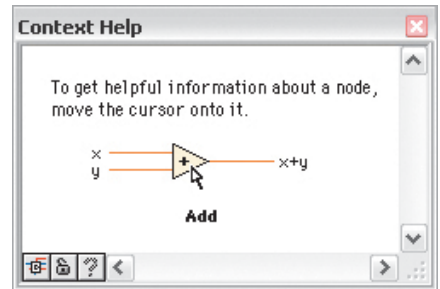 Context Help
To get helpful information about a node,
move the cursor onto it.
x
y
+
x+y
Add
?